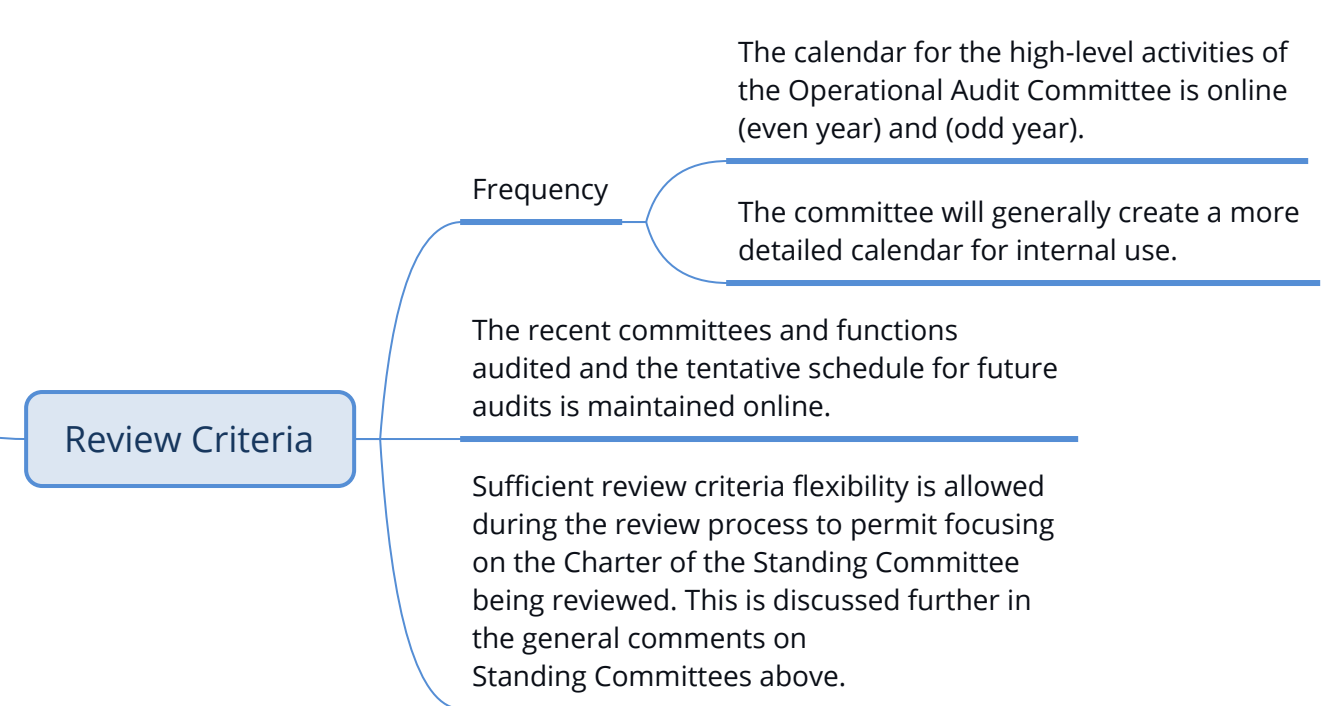 The calendar for the high-level activities of
the Operational Audit Committee is online
(even year) and (odd year).
Frequency
The committee will generally create a more
detailed calendar for internal use.
The recent committees and functions
audited and the tentative schedule for future
audits is maintained online.
Review Criteria
Sufficient review criteria flexibility is allowed
during the review process to permit focusing
on the Charter of the Standing Committee
being reviewed. This is discussed further in
the general comments on
Standing Committees above.